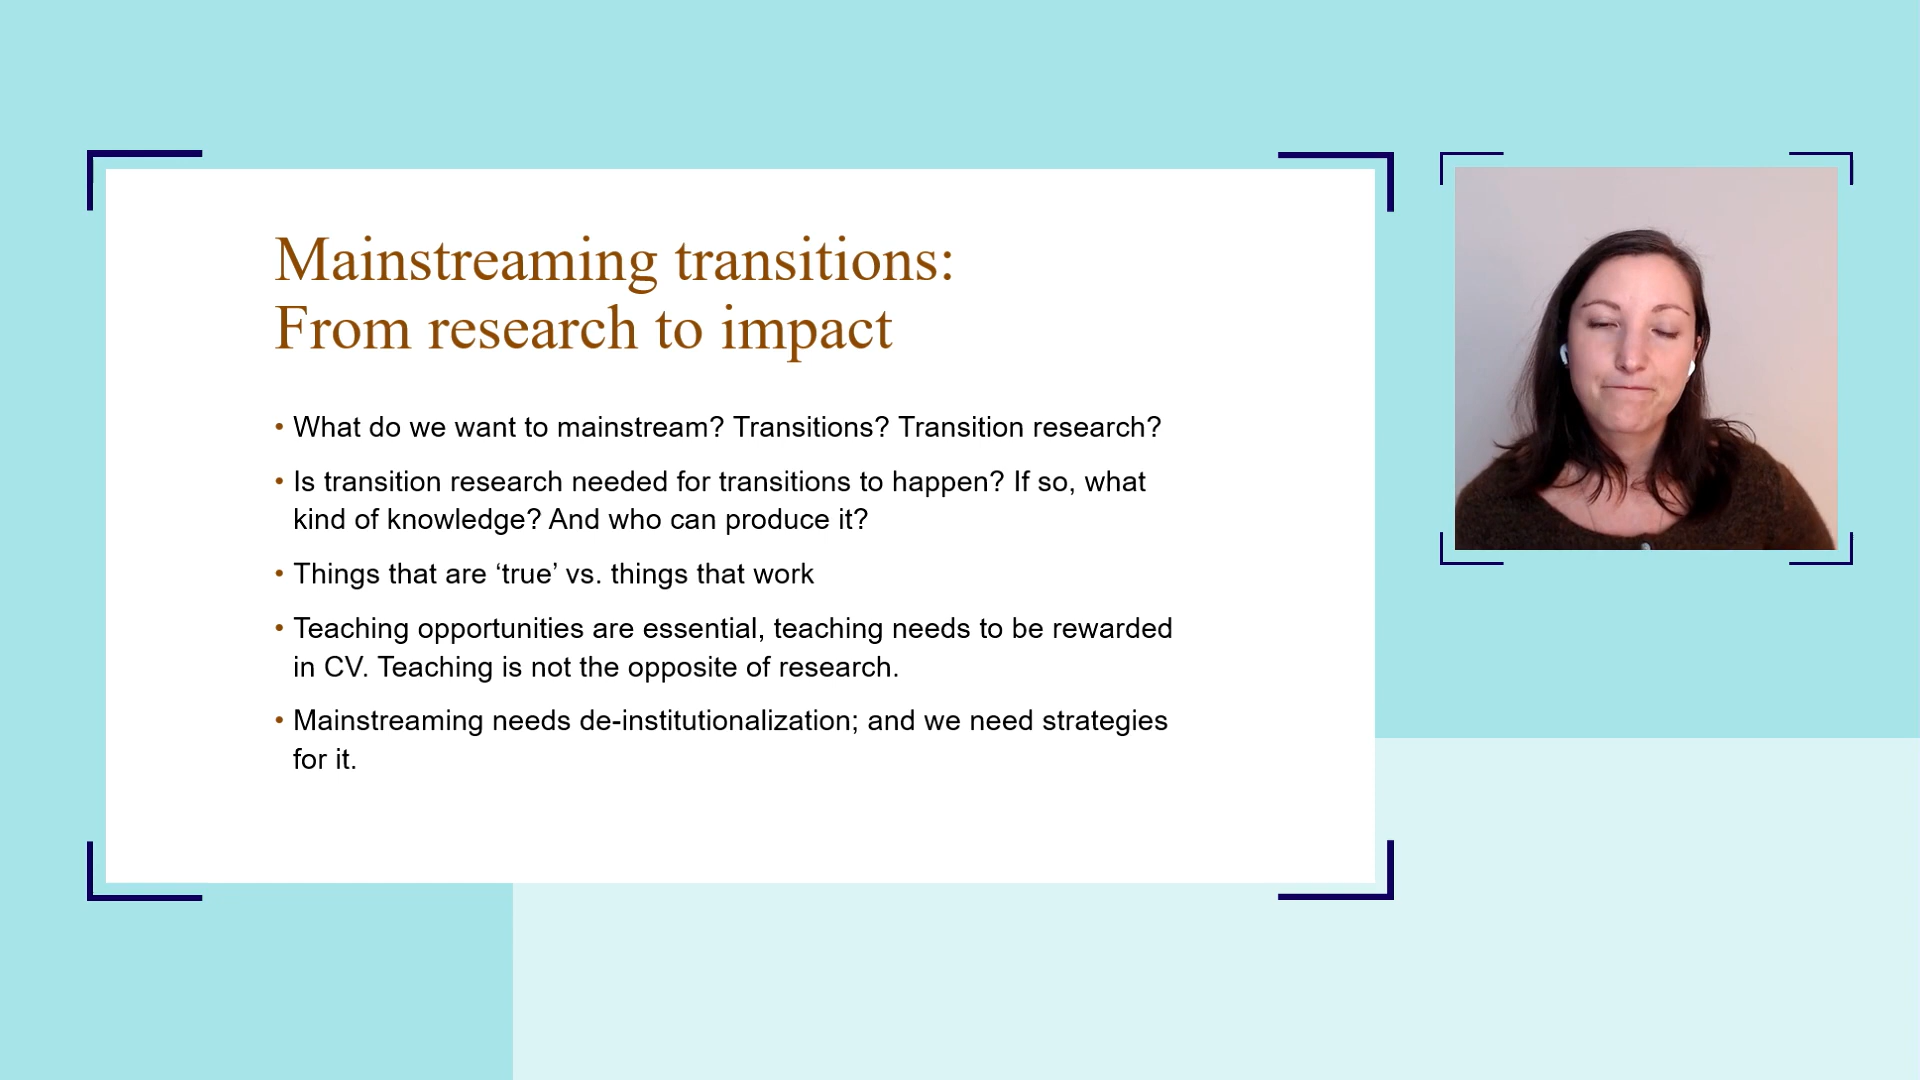 Mainstreaming transitions:
From research to impact
• What do we want to mainstream? Transitions? Transition research?
• Is transition research needed for transitions to happen? If so, what
kind of knowledge? And who can produce it?
• Things that are ‘true’ vs. things that work
• Teaching opportunities are essential, teaching needs to be rewarded
in CV. Teaching is not the opposite of research.
• Mainstreaming needs de-institutionalization; and we need strategies
for it.